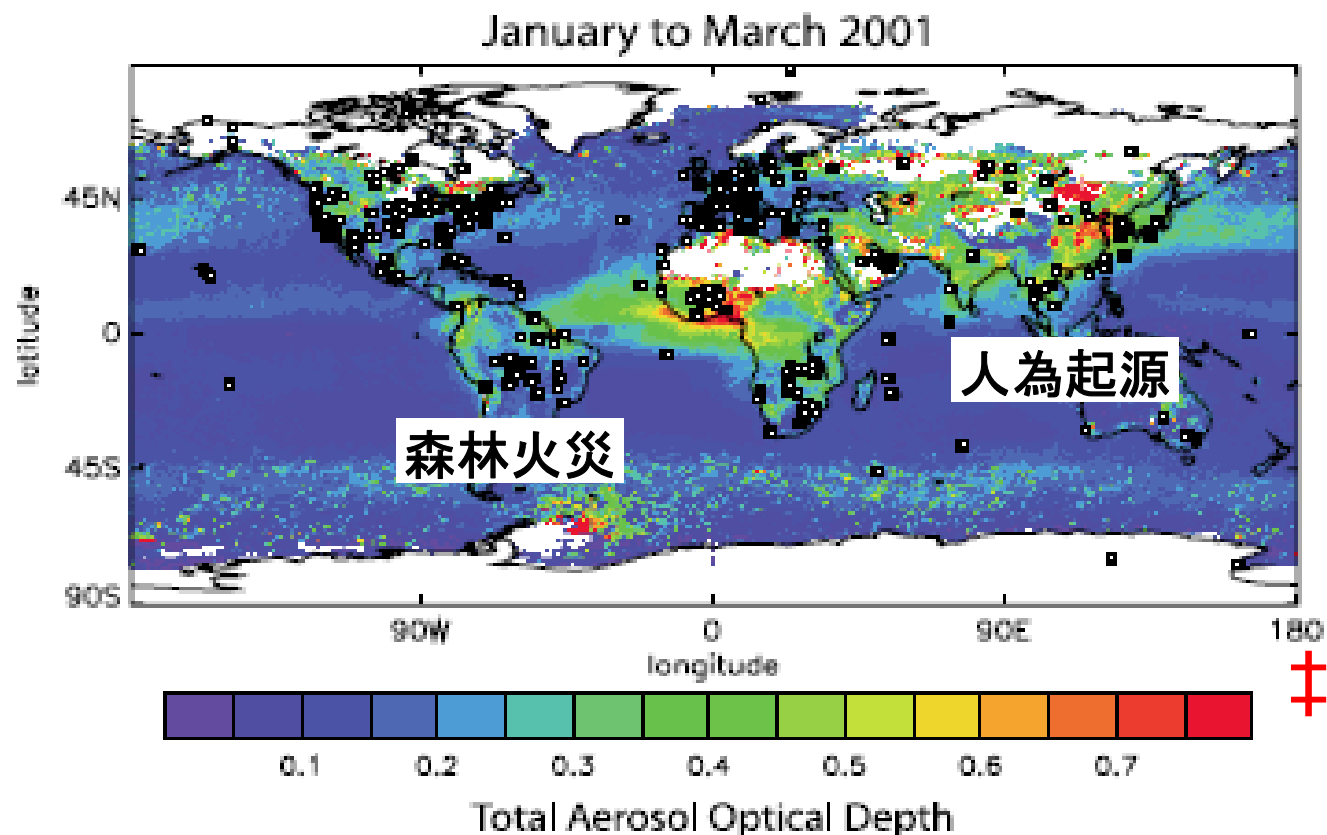 January to March 2001
45N
0
45S
90S
latitude
人為起源
森林火災
90W
0
90E
180
longitude
‡
0.1
0.2
0.3
0.4
0.5
0.6
0.7
Total Aerosol Optical Depth